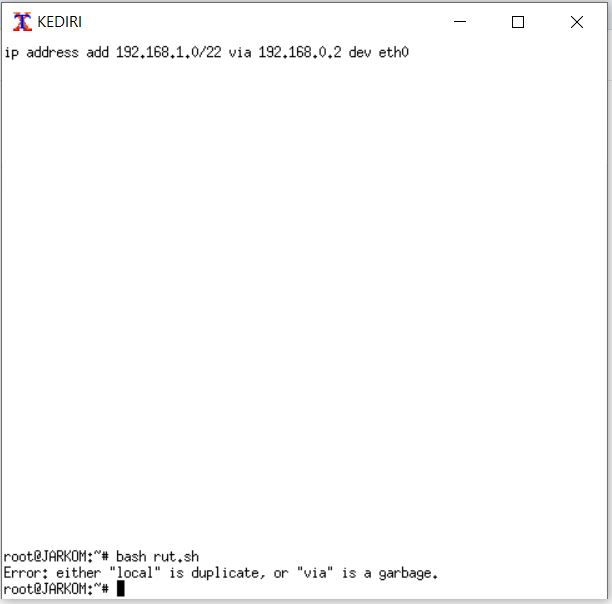 KEDIRI
ip address add 192.168.1.0/22 via 192.168.0.2 dev eth0
root@JARKOM:~# bash rut.sh
Error: either "local" is duplicate, or "via" is a garbage.
root@JARKOM:~#